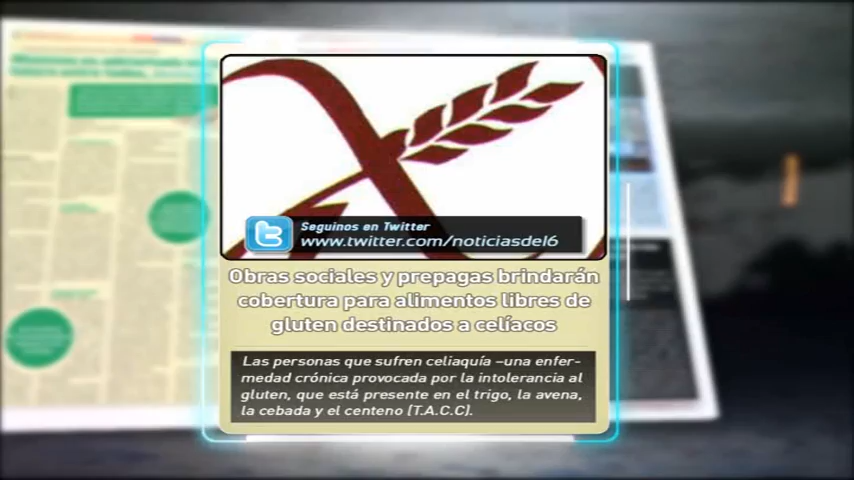 Seguinos en Twitter
www.twitter.com/noticiasdel6
Obras sociales y prepagas brindarán
cobertura para alimentos libres de
gluten destinados a celíacos
Las personas que sufren celiaquía –una enfer-
medad crónica provocada por la intolerancia al
gluten, que está presente en el trigo, la avena,
la cebada y el centeno (T.A.C.C).